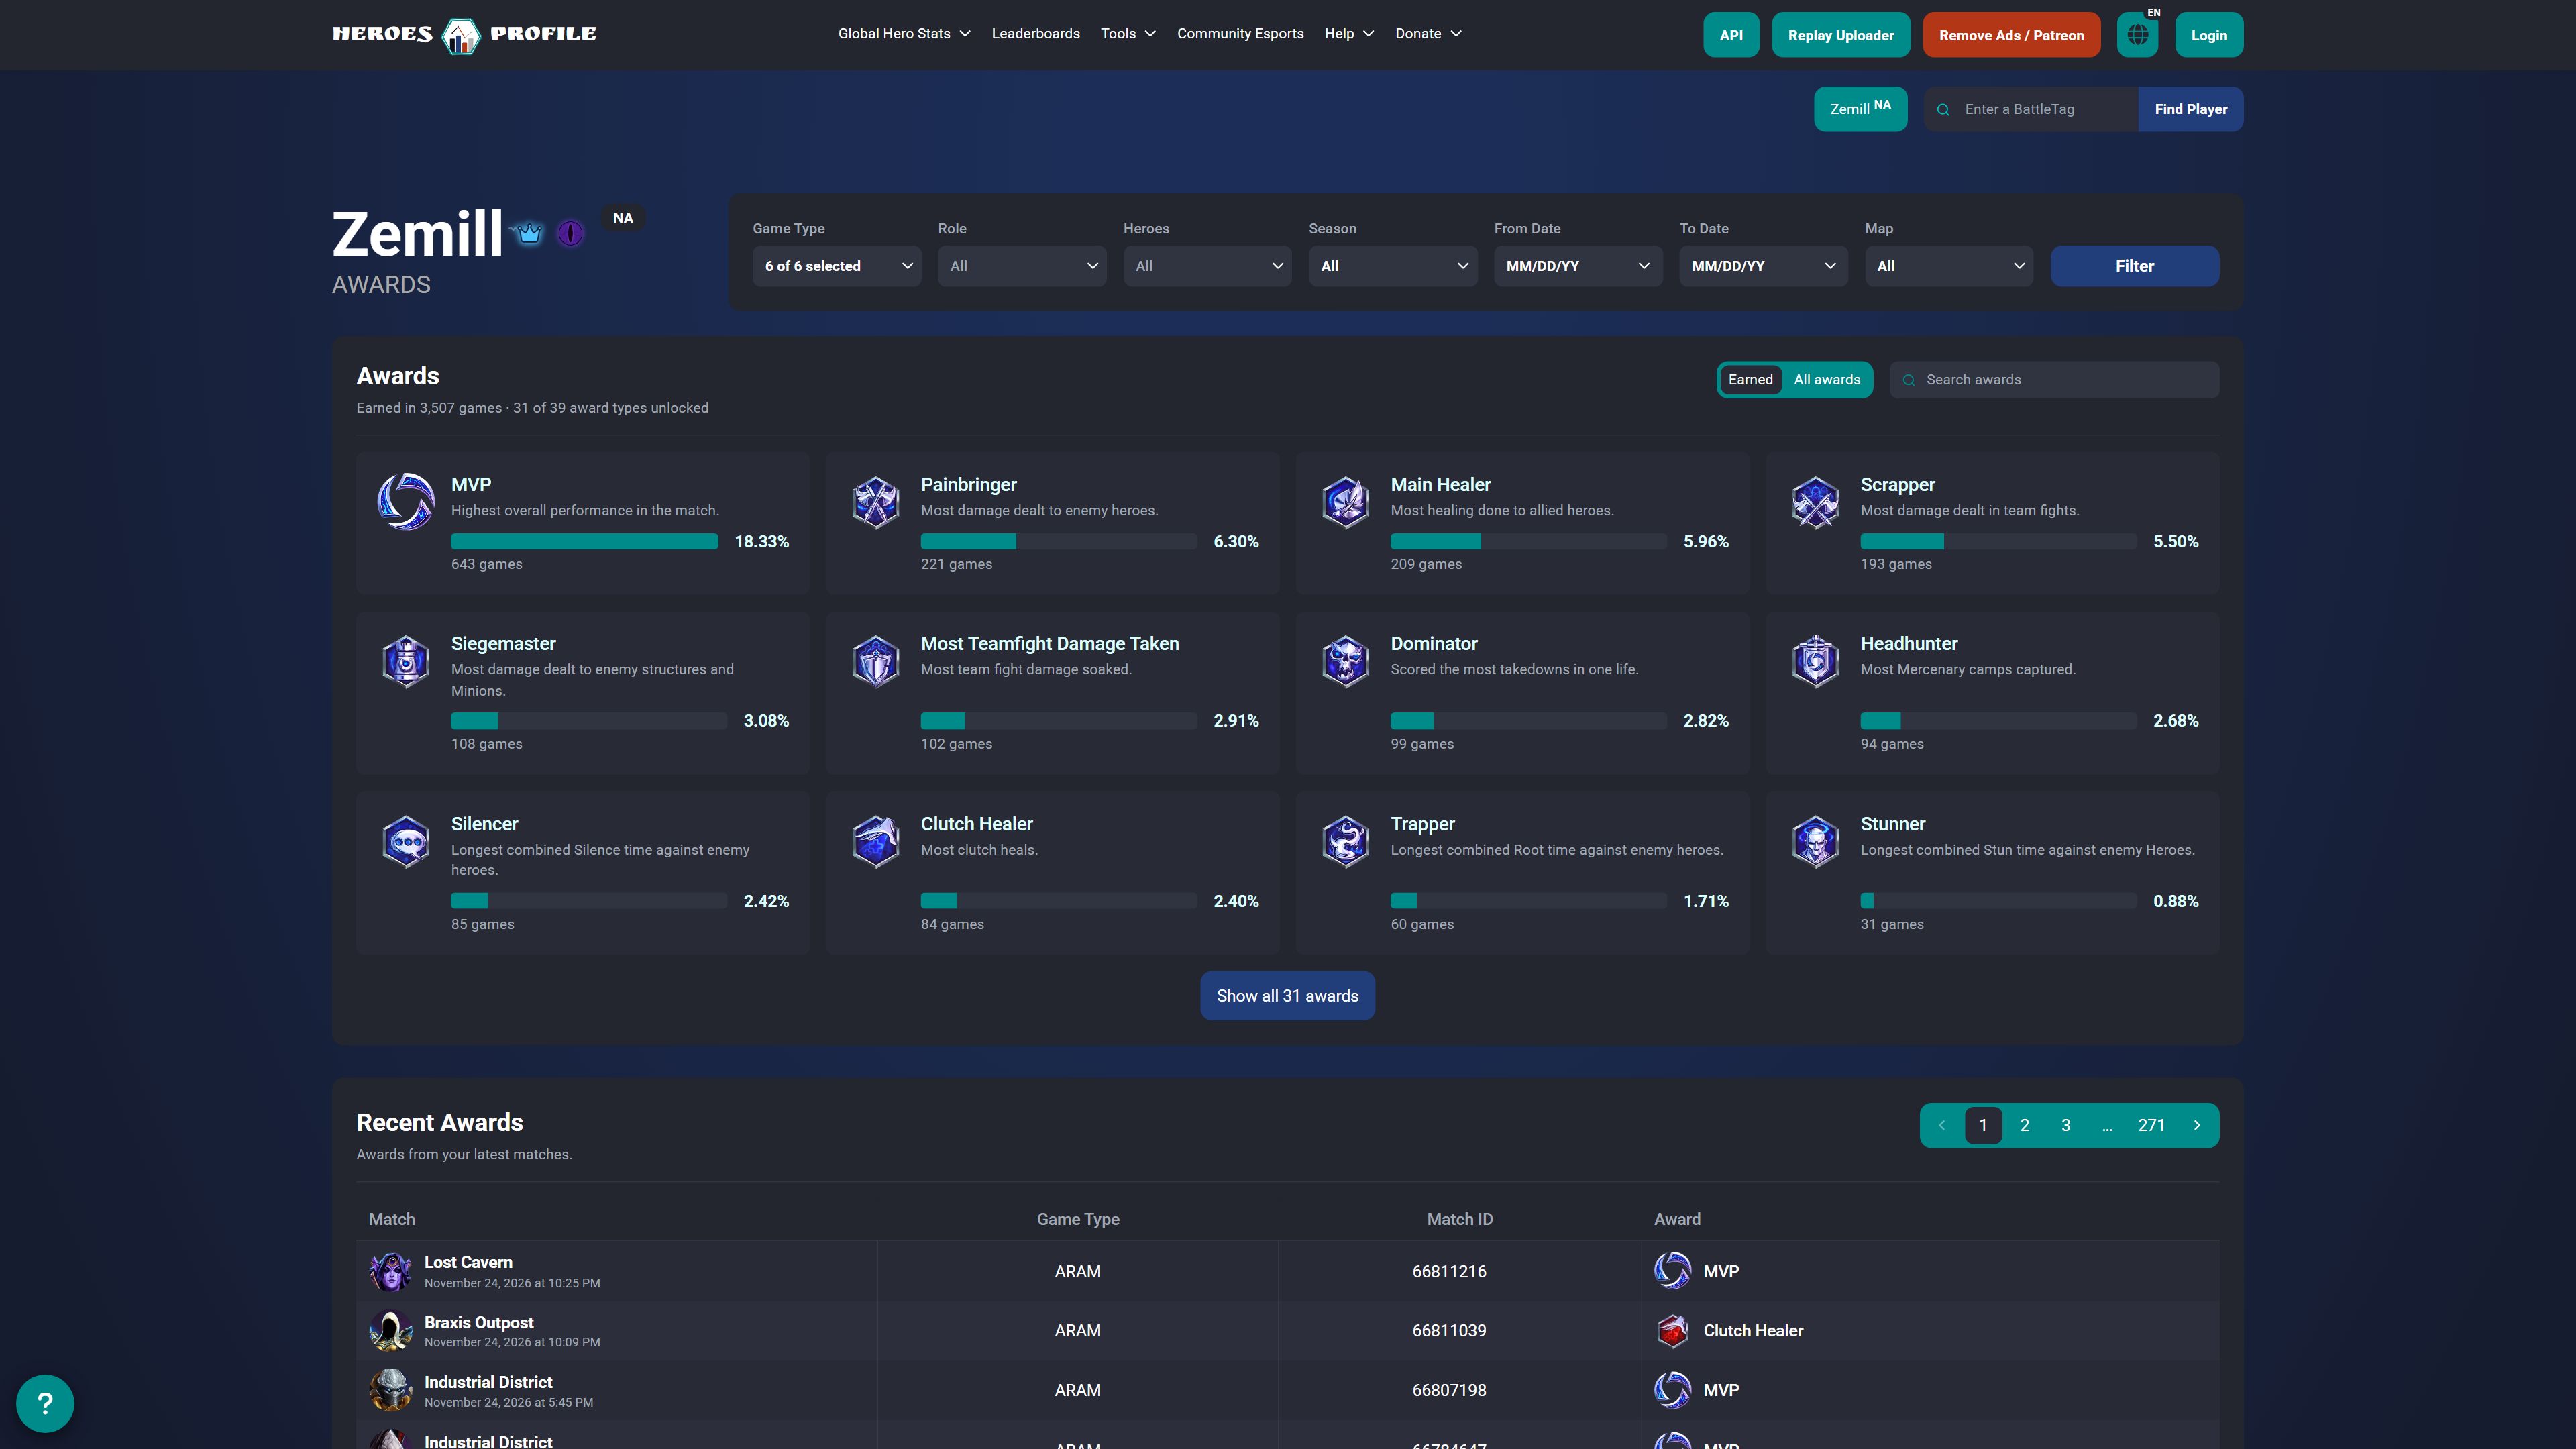 HEROES PROFILE
Global Hero Stats Leaderboards Tools Community Esports Help Donate
API Replay Uploader Remove Ads / Patreon EN Login
Zemill NA Enter a BattleTag Find Player
Zemill NA
AWARDS
Game Type Role Heroes Season From Date To Date Map
6 of 6 selected All All All MM/DD/YY MM/DD/YY All Filter
Awards
Earned in 3,507 games · 31 of 39 award types unlocked
Earned All awards Search awards
MVP
Highest overall performance in the match.
18.33%
643 games
Painbringer
Most damage dealt to enemy heroes.
6.30%
221 games
Main Healer
Most healing done to allied heroes.
5.96%
209 games
Scrapper
Most damage dealt in team fights.
5.50%
193 games
Siegemaster
Most damage dealt to enemy structures and
Minions.
3.08%
108 games
Most Teamfight Damage Taken
Most team fight damage soaked.
2.91%
102 games
Dominator
Scored the most takedowns in one life.
2.82%
99 games
Headhunter
Most Mercenary camps captured.
2.68%
94 games
Silencer
Longest combined Silence time against enemy
heroes.
2.42%
85 games
Clutch Healer
Most clutch heals.
2.40%
84 games
Trapper
Longest combined Root time against enemy heroes.
1.71%
60 games
Stunner
Longest combined Stun time against enemy Heroes.
0.88%
31 games
Show all 31 awards
Recent Awards
Awards from your latest matches.
1 2 3 ... 271
Match Game Type Match ID Award
Lost Cavern
November 24, 2026 at 10:25 PM
ARAM 66811216 MVP
Braxis Outpost
November 24, 2026 at 10:09 PM
ARAM 66811039 Clutch Healer
Industrial District
November 24, 2026 at 5:45 PM
ARAM 66807198 MVP
Industrial District
ARAM 66784647 MVP
?